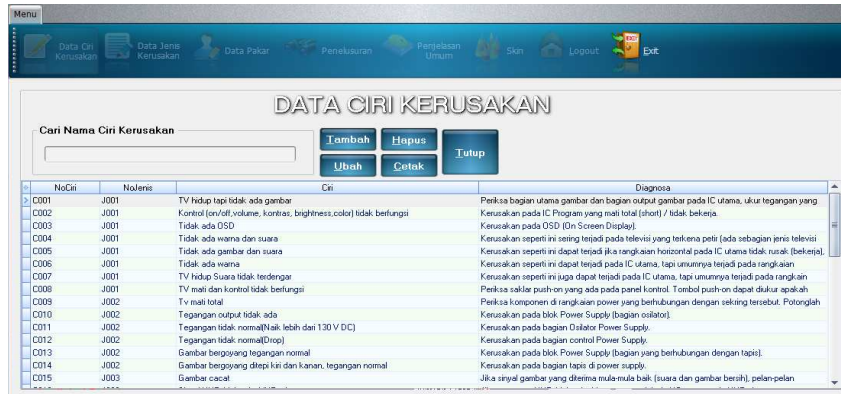 Menu
Data Ciri Kerusakan
Data Jenis Kerusakan
Data Pakar
Penelusuran
Penjelasan Umum
Skin
Logout
Exit
DATA CIRI KERUSAKAN
Cari Nama Ciri Kerusakan
Tambah
Hapus
Tutup
Ubah
Cetak
NoCiri NoJenis Ciri Diagnosa
C001 J001 TV hidup tapi tidak ada gambar Periksa bagian utama gambar dan bagian output gambar pada IC utama, ukur tegangan yang
C002 J001 Kontrol (on/off,volume, kontras, brightness,color) tidak berfungsi Kerusakan pada IC Program yang mati total (short) / tidak bekerja.
C003 J001 Tidak ada OSD Kerusakan pada OSD (On Screen Display).
C004 J001 Tidak ada warna dan suara Kerusakan seperti ini sering terjadi pada televisi yang terkena petir (ada sebagian jenis televisi
C005 J001 Tidak ada gambar dan suara Kerusakan seperti ini dapat terjadi jika rangkaian horizontal pada IC utama tidak rusak (bekerja),
C006 J001 Tidak ada warna Kerusakan seperti ini dapat terjadi pada IC utama, tapi umumnya terjadi pada rangkaian
C007 J001 TV hidup Suara tidak terdengar Kerusakan seperti ini juga dapat terjadi pada IC utama, tapi umumnya terjadi pada rangkain
C008 J001 TV mati dan kontrol tidak berfungsi Periksa saklar push-on yang ada pada panel kontrol. Tombol push-on dapat diukur apakah
C009 J002 Tv mati total Periksa komponen di rangkaian power yang berhubungan dengan sekring tersebut. Potonglah
C010 J002 Tegangan output tidak ada Kerusakan pada blok Power Supply (bagian osilator).
C011 J002 Tegangan tidak normal(Naik lebih dari 130 V DC) Kerusakan pada bagian Osilator Power Supply.
C012 J002 Tegangan tidak normal(Drop) Kerusakan pada bagian control Power Supply.
C013 J002 Gambar bergoyang tegangan normal Kerusakan pada blok Power Supply (bagian yang berhubungan dengan tapis).
C014 J002 Gambar bergoyang ditepi kiri dan kanan, tegangan normal Kerusakan pada bagian tapis di power supply.
C015 J003 Gambar cacat Jika sinyal gambar yang diterima mula-mula baik (suara dan gambar bersih), pelan-pelan